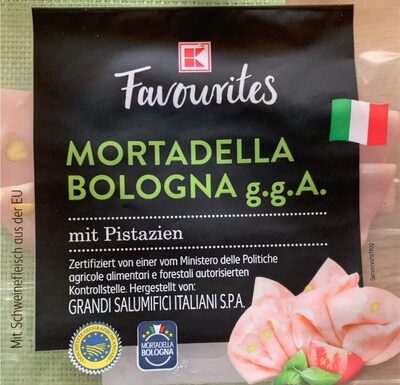 K
Favourites
MORTADELLA
BOLOGNA g.g.A.
mit Pistazien
Zertifiziert von einer vom Ministero delle Politiche
agricole alimentari e forestali autorisierten
Kontrollstelle. Hergestellt von:
GRANDI SALUMIFICI ITALIANI S.P.A.
MORTADELLA
BOLOGNA
Mit Schweinefleisch aus der EU
Serviervorschlag